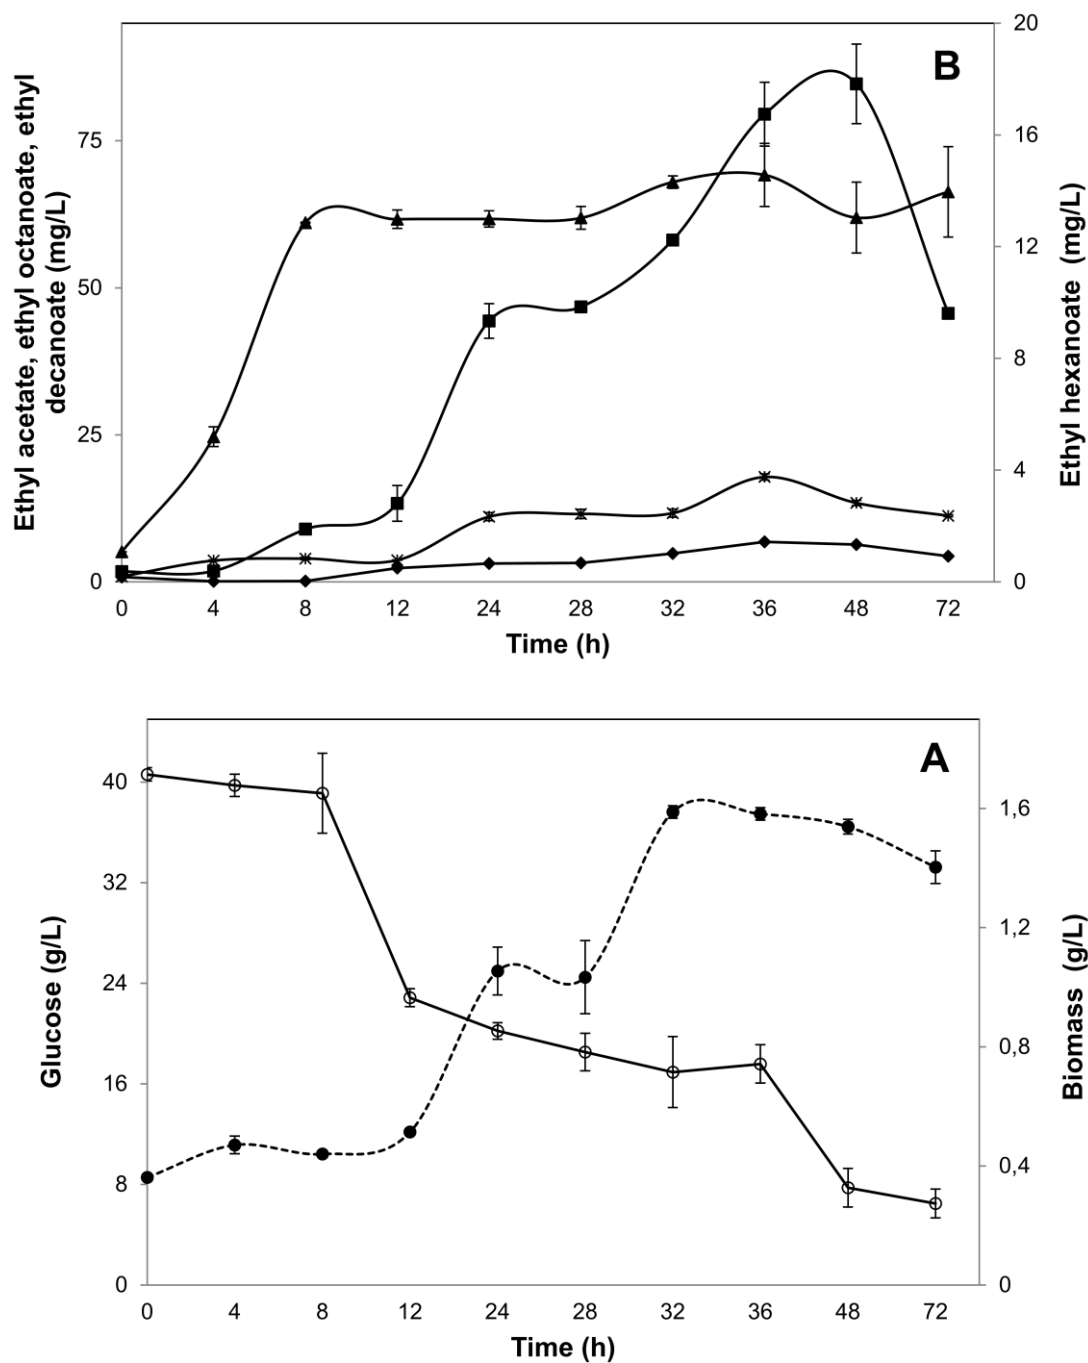 B
Ethyl acetate, ethyl octanoate, ethyl
decanoate (mg/L)
75
50
25
0
20
16
12
8
4
0
Ethyl hexanoate (mg/L)
0 4 8 12 24 28 32 36 48 72
Time (h)
A
Glucose (g/L)
40
32
24
16
8
0
1,6
1,2
0,8
0,4
0
Biomass (g/L)
0 4 8 12 24 28 32 36 48 72
Time (h)